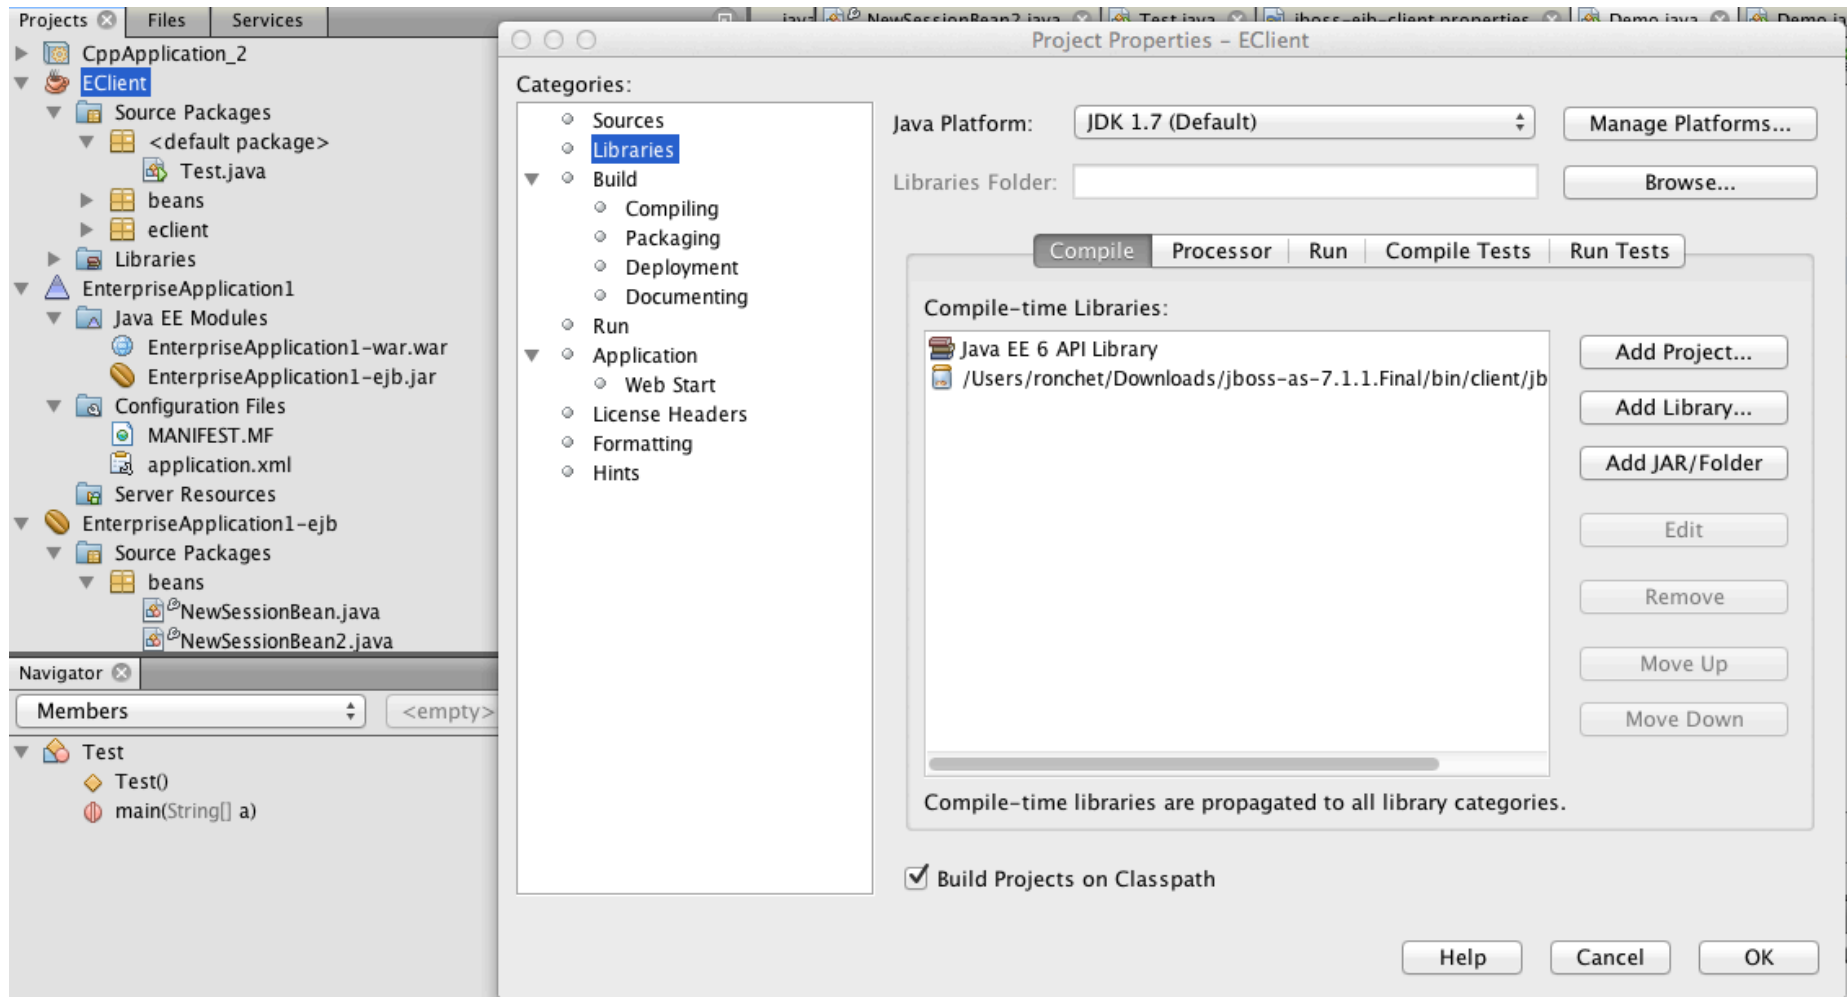 Projects Files Services
CppApplication_2
EClient
Source Packages
<default package>
Test.java
beans
eclient
Libraries
EnterpriseApplication1
Java EE Modules
EnterpriseApplication1-war.war
EnterpriseApplication1-ejb.jar
Configuration Files
MANIFEST.MF
application.xml
Server Resources
EnterpriseApplication1-ejb
Source Packages
beans
NewSessionBean.java
NewSessionBean2.java
Navigator
Members <empty>
Test
Test()
main(String[] a)
java NewSessionBean2.java Test.java jboss-ejb-client.properties Demo.java
Project Properties - EClient
Categories:
Sources
Libraries
Build
Compiling
Packaging
Deployment
Documenting
Run
Application
Web Start
License Headers
Formatting
Hints
Java Platform: JDK 1.7 (Default) Manage Platforms...
Libraries Folder: Browse...
Compile Processor Run Compile Tests Run Tests
Compile-time Libraries:
Java EE 6 API Library
/Users/ronchet/Downloads/jboss-as-7.1.1.Final/bin/client/jb
Add Project...
Add Library...
Add JAR/Folder
Edit
Remove
Move Up
Move Down
Compile-time libraries are propagated to all library categories.
Build Projects on Classpath
Help Cancel OK